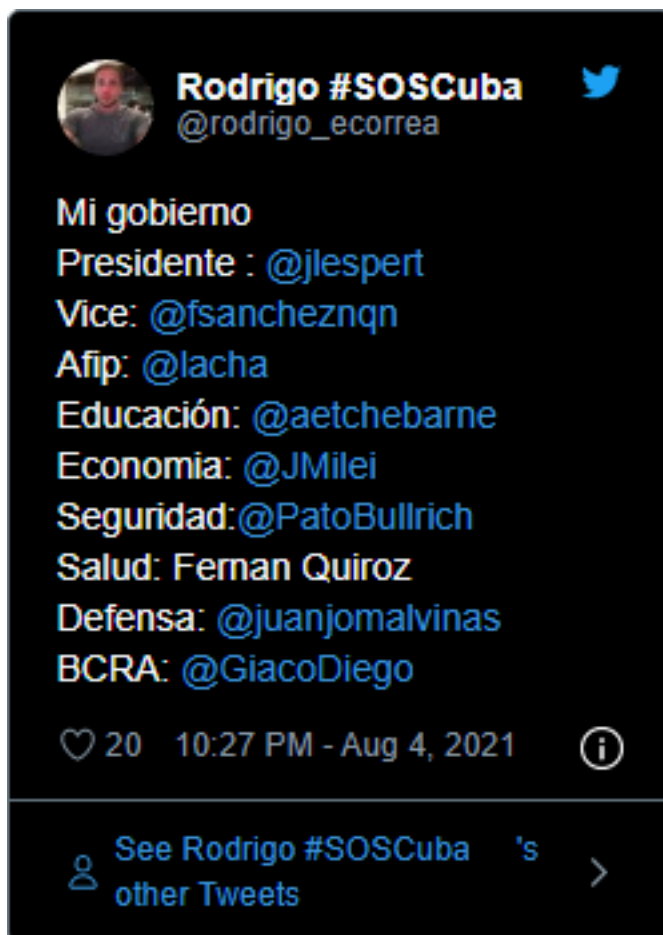 Rodrigo #SOSCuba
@rodrigo_ecorrea
Mi gobierno
Presidente : @jlespert
Vice: @fsancheznqn
Afip: @lacha
Educación: @aetchebarne
Economia: @JMilei
Seguridad:@PatoBullrich
Salud: Fernan Quiroz
Defensa: @juanjomalvinas
BCRA: @GiacoDiego
20 10:27 PM - Aug 4, 2021
See Rodrigo #SOSCuba 's
other Tweets